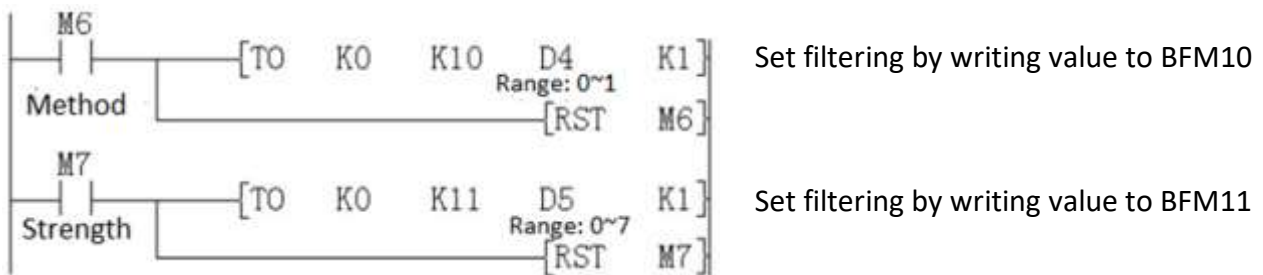 M6
[TO K0 K10 D4 K1] Set filtering by writing value to BFM10
Range: 0~1
Method
[RST M6]
M7
[TO K0 K11 D5 K1] Set filtering by writing value to BFM11
Range: 0~7
Strength
[RST M7]